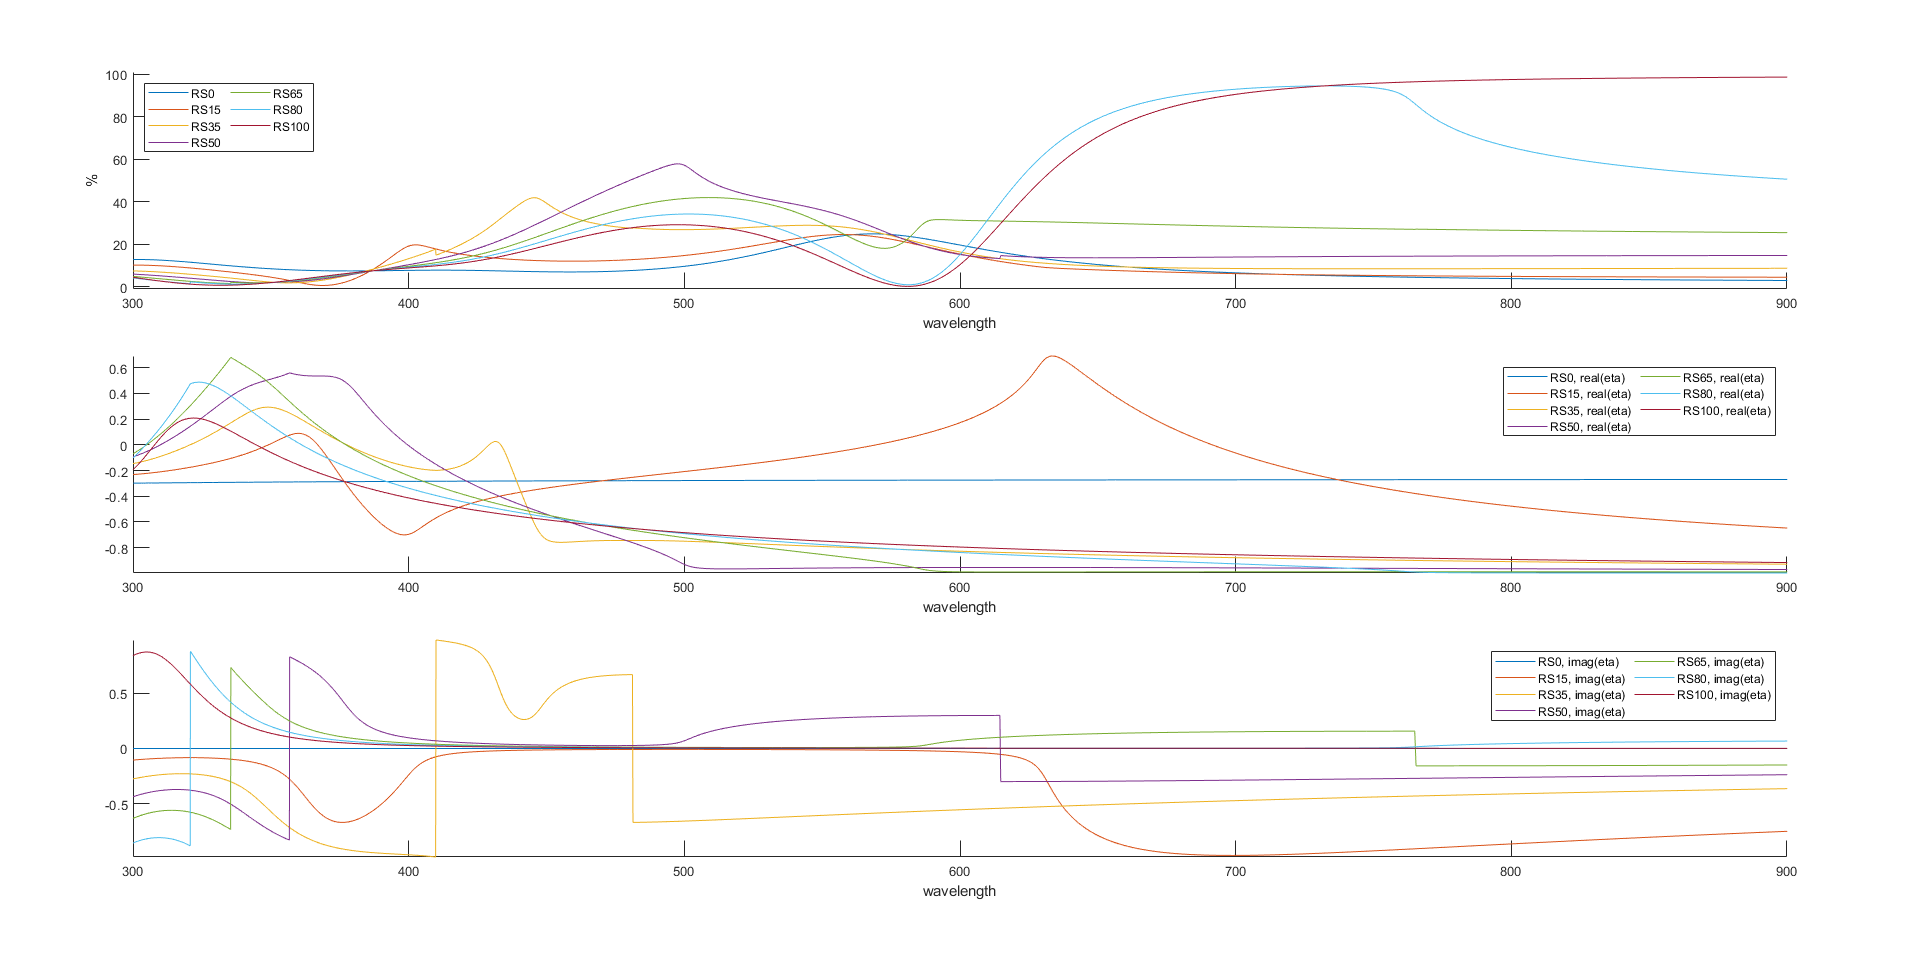 100
80
60
40
20
0
%
RS0 RS65
RS15 RS80
RS35 RS100
RS50
300 400 500 600 700 800 900
wavelength
0.6
0.4
0.2
0
-0.2
-0.4
-0.6
-0.8
RS0, real(eta) RS65, real(eta)
RS15, real(eta) RS80, real(eta)
RS35, real(eta) RS100, real(eta)
RS50, real(eta)
300 400 500 600 700 800 900
wavelength
0.5
0
-0.5
RS0, imag(eta) RS65, imag(eta)
RS15, imag(eta) RS80, imag(eta)
RS35, imag(eta) RS100, imag(eta)
RS50, imag(eta)
300 400 500 600 700 800 900
wavelength